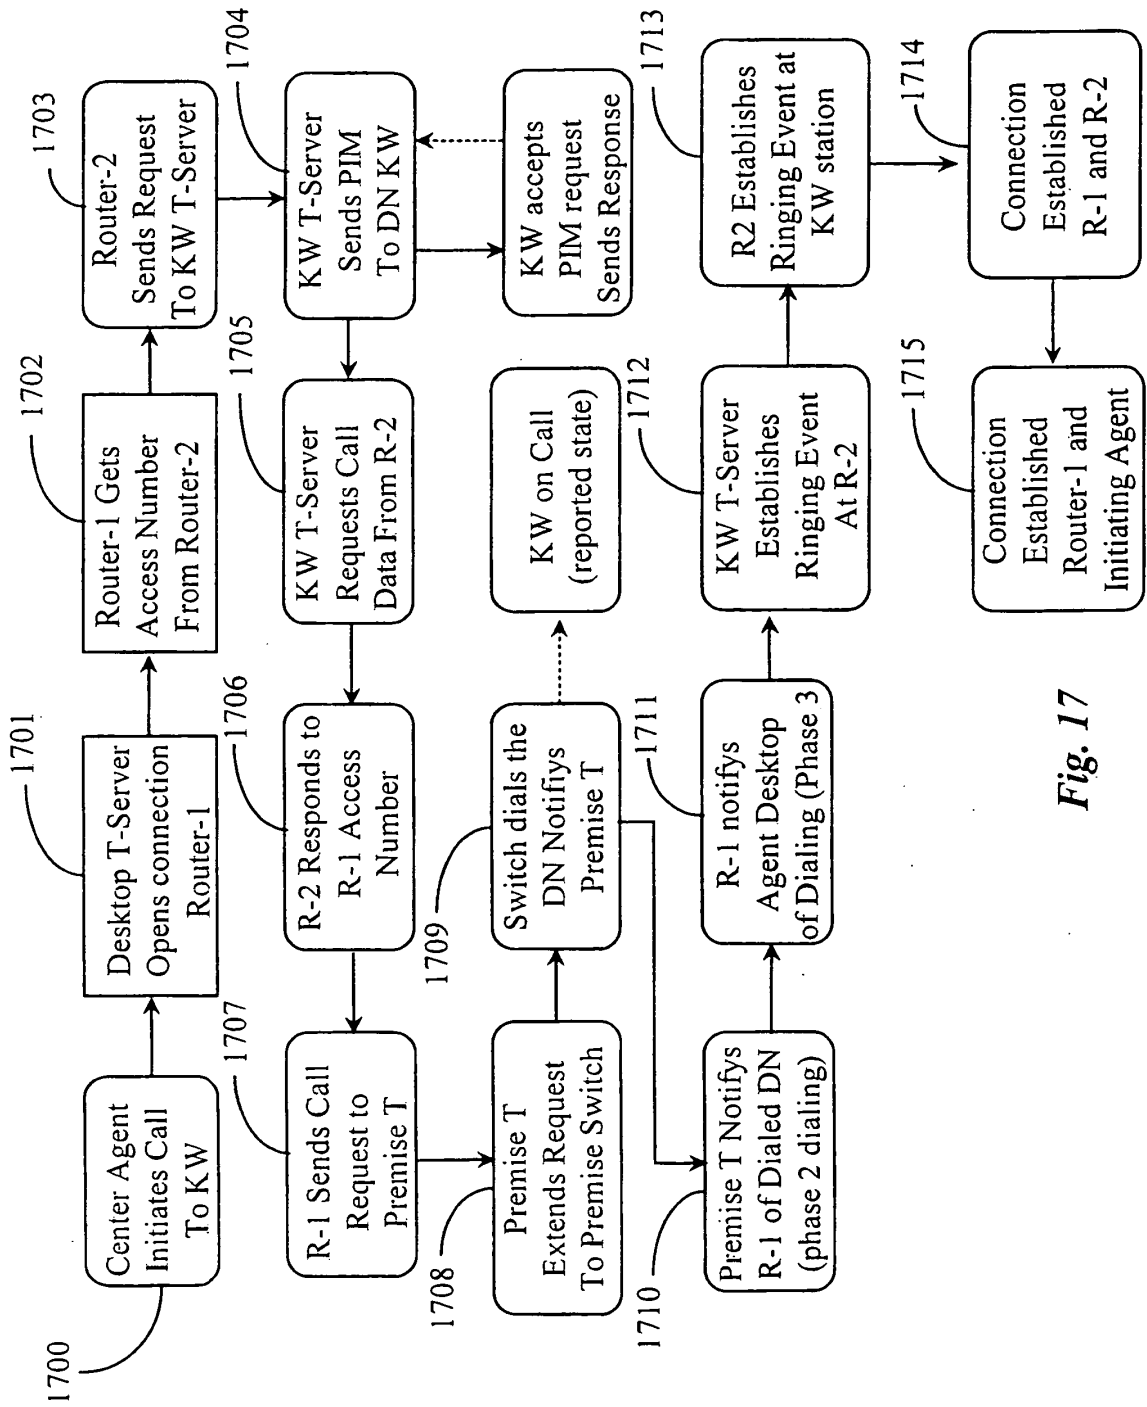 1700
Center Agent
Initiates Call
To KW
1701
Desktop T-Server
Opens connection
Router-1
1702
Router-1 Gets
Access Number
From Router-2
1703
Router-2
Sends Request
To KW T-Server
1704
KW T-Server
Sends PIM
To DN KW
KW accepts
PIM request
Sends Response
1705
KW T-Server
Requests Call
Data From R-2
1706
R-2 Responds to
R-1 Access
Number
1707
R-1 Sends Call
Request to
Premise T
1708
Premise T
Extends Request
To Premise Switch
1709
Switch dials the
DN Notifiys
Premise T
KW on Call
(reported state)
1710
Premise T Notifys
R-1 of Dialed DN
(phase 2 dialing)
1711
R-1 notifys
Agent Desktop
of Dialing (Phase 3
1712
KW T-Server
Establishes
Ringing Event
At R-2
1713
R2 Establishes
Ringing Event at
KW station
1714
Connection
Established
R-1 and R-2
1715
Connection
Established
Router-1 and
Initiating Agent
Fig. 17